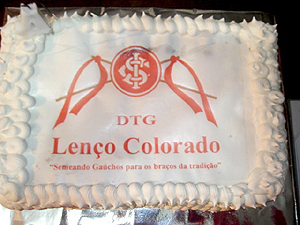 DTG
Lenço Colorado
"Semeando Gaúchos para os braços da tradição"